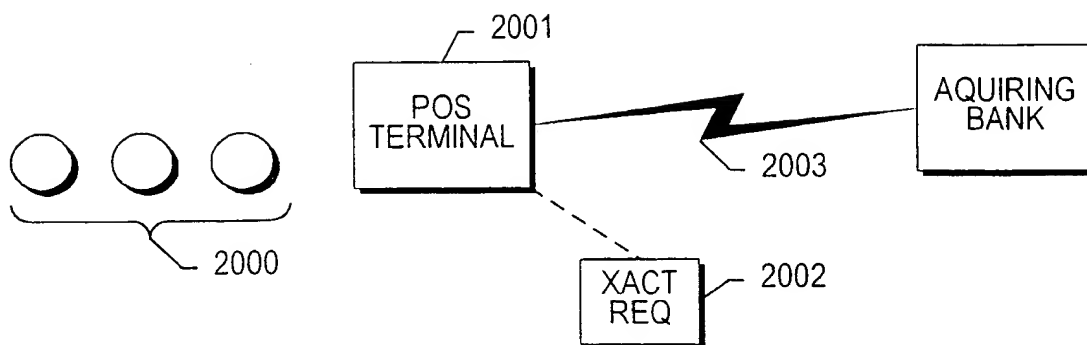 2001
POS
TERMINAL
AQUIRING
BANK
2003
2000
XACT
REQ
2002